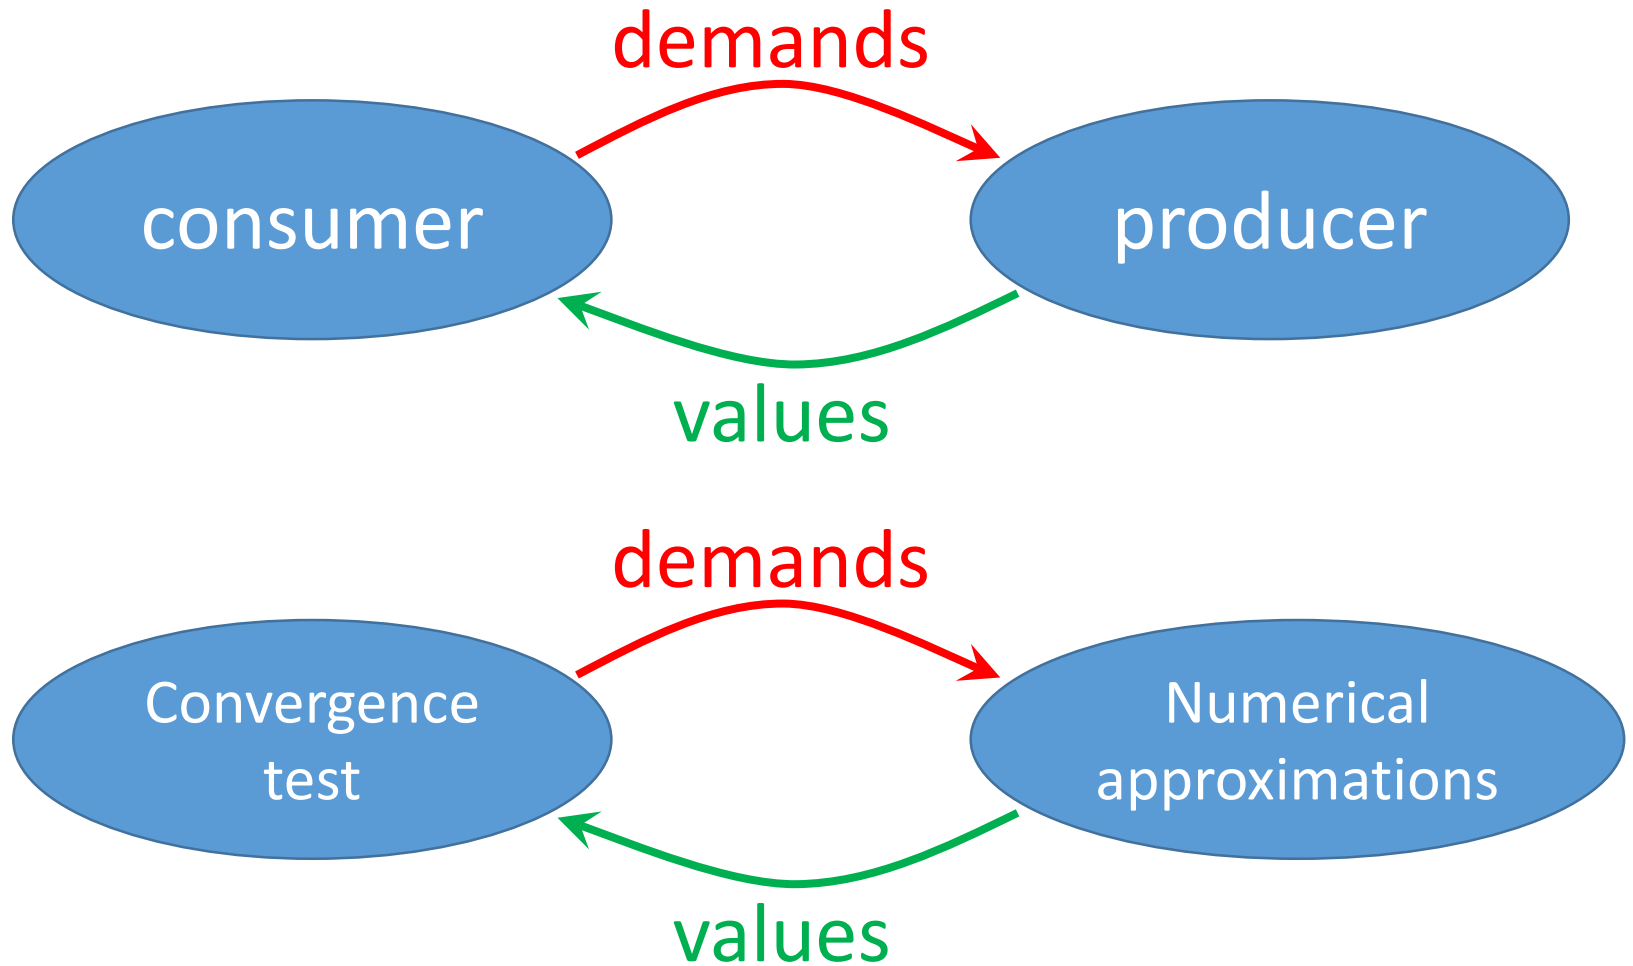 demands
consumer
producer
values
demands
Convergence
test
Numerical
approximations
values